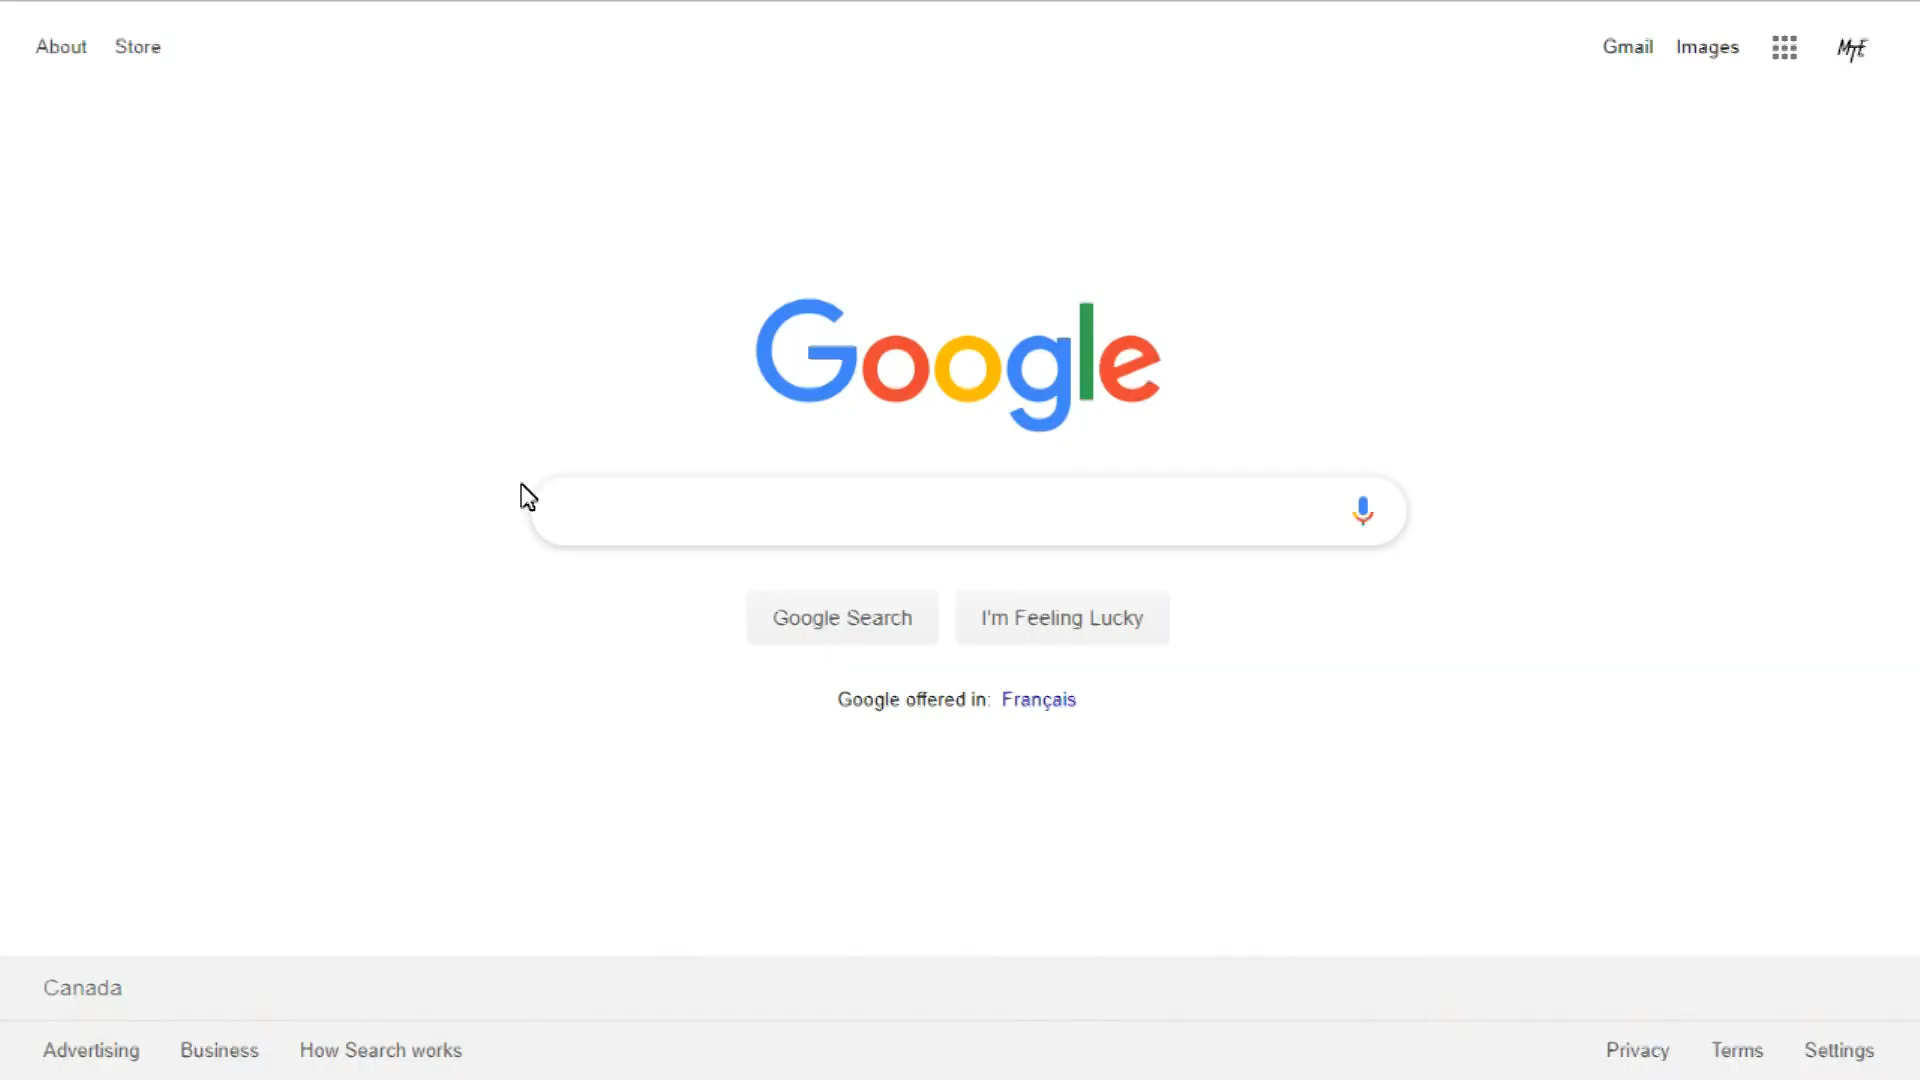 About Store
Gmail Images MTE
Google
Google Search I'm Feeling Lucky
Google offered in: Français
Canada
Advertising Business How Search works
Privacy Terms Settings